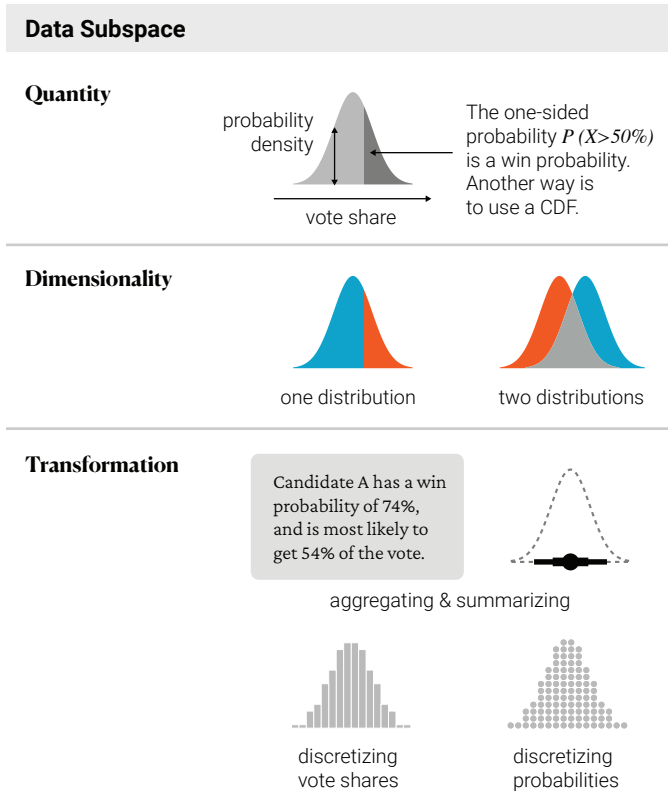 Data Subspace
Quantity
probability
density
vote share
The one-sided
probability P (X>50%)
is a win probability.
Another way is
to use a CDF.
Dimensionality
one distribution
two distributions
Transformation
Candidate A has a win
probability of 74%,
and is most likely to
get 54% of the vote.
aggregating & summarizing
discretizing
vote shares
discretizing
probabilities